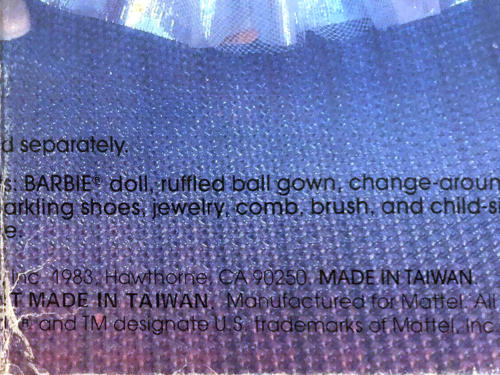 d separately.
s: BARBIE® doll, ruffled ball gown, change-aroun
arkling shoes, jewelry, comb, brush, and child-si
e.
Inc. 1983. Hawthorne, CA 90250. MADE IN TAIWAN.
T MADE IN TAIWAN. Manufactured for Mattel. All
®, and TM designate U.S. trademarks of Mattel, Inc.